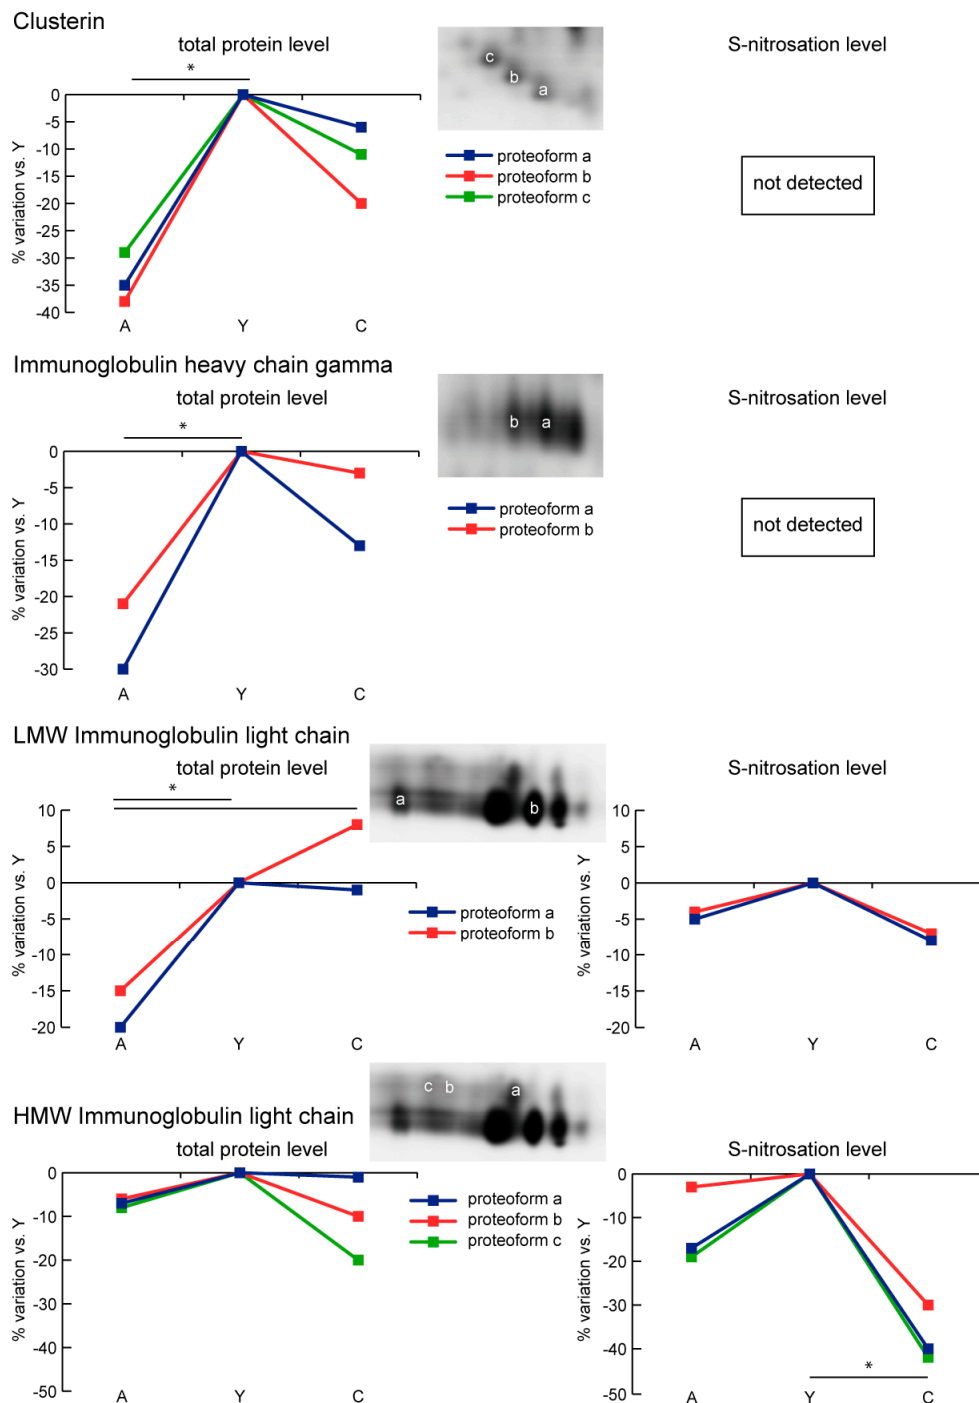 Clusterin
total protein level
S-nitrosation level
*
c
b
a
0
-5
-10
-15
-20
-25
-30
-35
-40
% variation vs. Y
A Y C
proteoform a
proteoform b
proteoform c
not detected
Immunoglobulin heavy chain gamma
total protein level
S-nitrosation level
*
b a
0
-5
-10
-15
-20
-25
-30
% variation vs. Y
A Y C
proteoform a
proteoform b
not detected
LMW Immunoglobulin light chain
total protein level
S-nitrosation level
*
a b
10
5
0
-5
-10
-15
-20
% variation vs. Y
A Y C
proteoform a
proteoform b
10
5
0
-5
-10
-15
-20
% variation vs. Y
A Y C
HMW Immunoglobulin light chain
c b a
total protein level
S-nitrosation level
0
-10
-20
-30
-40
-50
% variation vs. Y
A Y C
proteoform a
proteoform b
proteoform c
0
-10
-20
-30
-40
-50
% variation vs. Y
*
A Y C